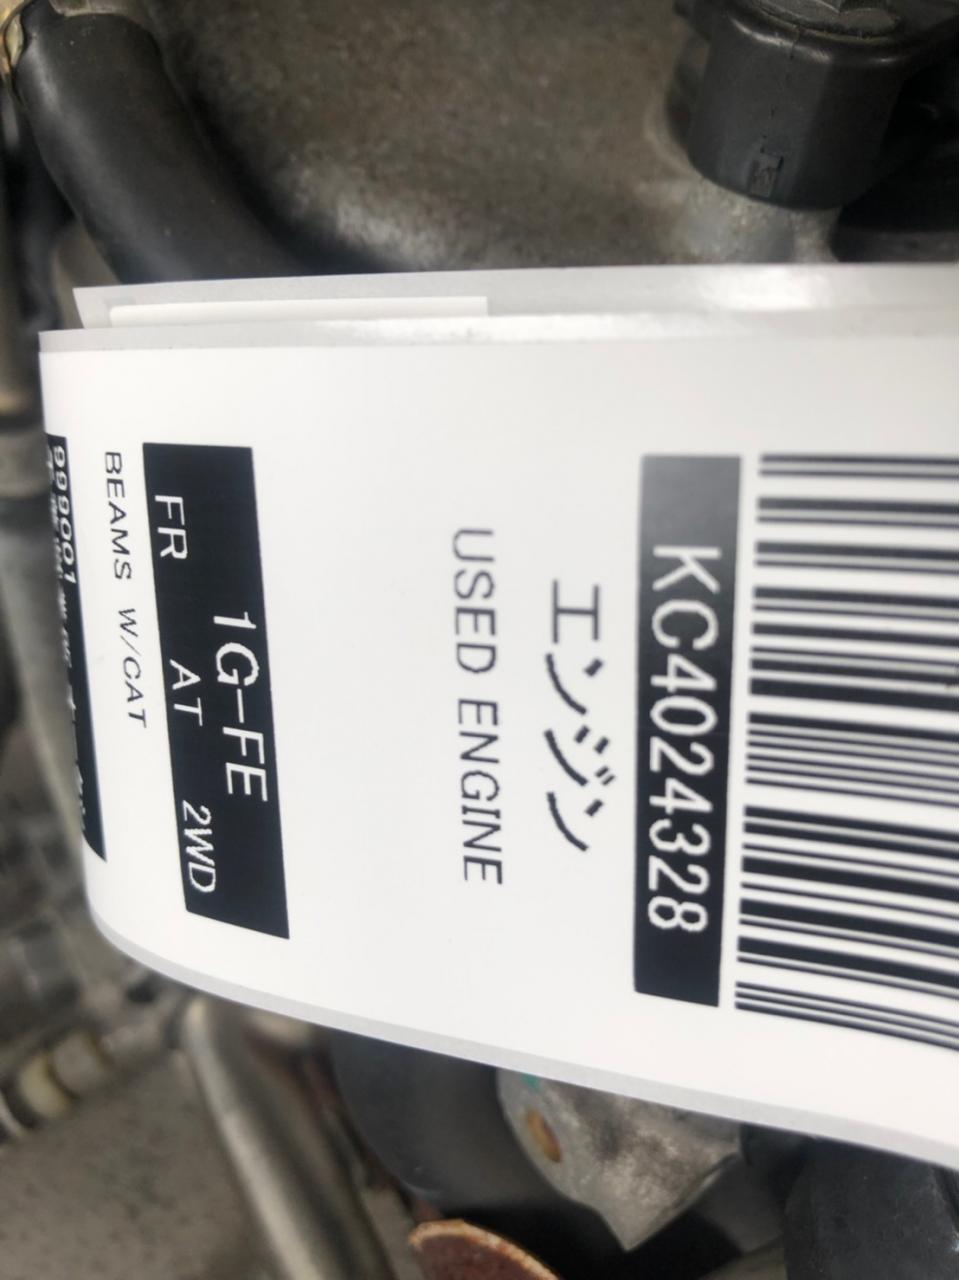 KC4024328
エンジン
USED ENGINE
1G-FE
FR AT 2WD
BEAMS W/CAT
999001